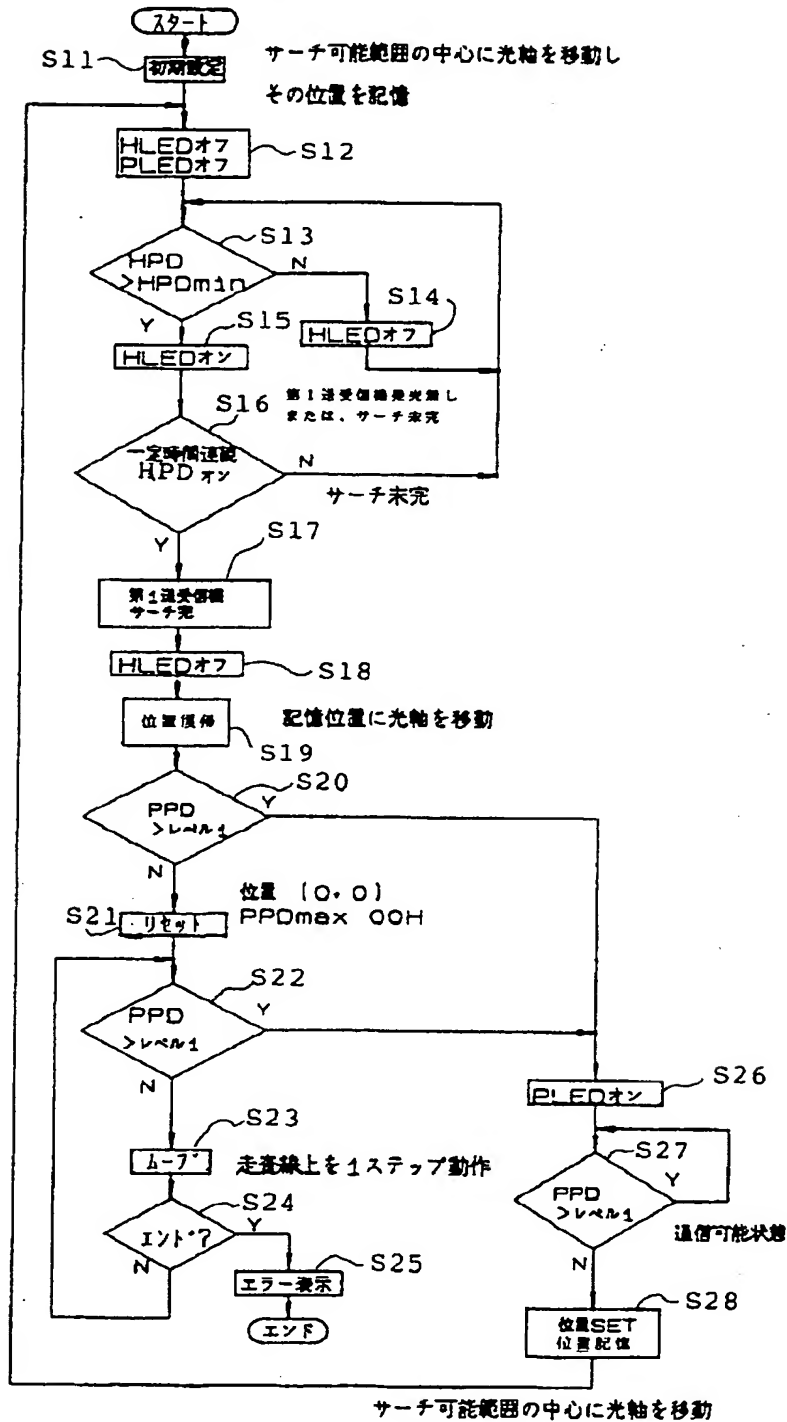 スタート
S11
初期設定
サーチ可能範囲の中心に光軸を移動し
その位置を記憶
HLEDオフ
PLEDオフ
S12
S13
HPD
>HPDmin
N
Y
S14
HLEDオフ
S15
HLEDオン
S16
第1送受信機発光無し
または、サーチ未完
一定時間連続
HPDオン
N
サーチ未完
Y
S17
第1送受信機
サーチ完
HLEDオフ
S18
位置復帰
記憶位置に光軸を移動
S19
S20
PPD
>レベル1
Y
N
位置 (0,0)
PPDmax 00H
S21
リセット
S22
PPD
>レベル1
Y
N
S23
ムーブ
走査線上を1ステップ動作
S24
エンド?
Y
N
S25
エラー表示
エンド
S26
PLEDオン
S27
PPD
>レベル1
Y
通信可能状態
N
S28
位置SET
位置記憶
サーチ可能範囲の中心に光軸を移動